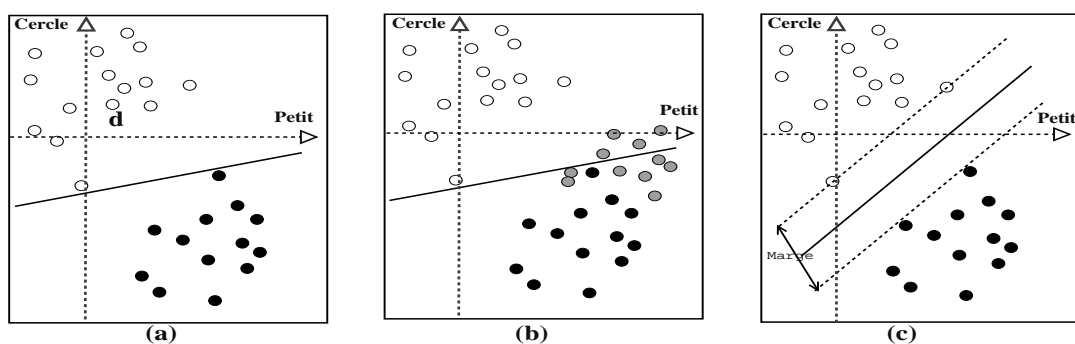 Cercle
d
Petit
(a)
Cercle
Petit
(b)
Cercle
Petit
Marge
(c)